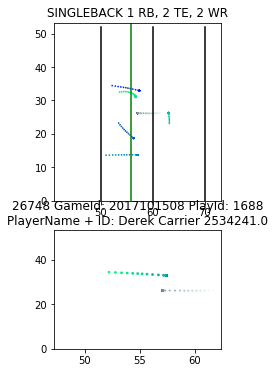 SINGLEBACK 1 RB, 2 TE, 2 WR
50
40
30
20
10
0
50 60 70
26748 GameId: 2017101508 PlayId: 1688
PlayerName + ID: Derek Carrier 2534241.0
40
20
0
50 55 60